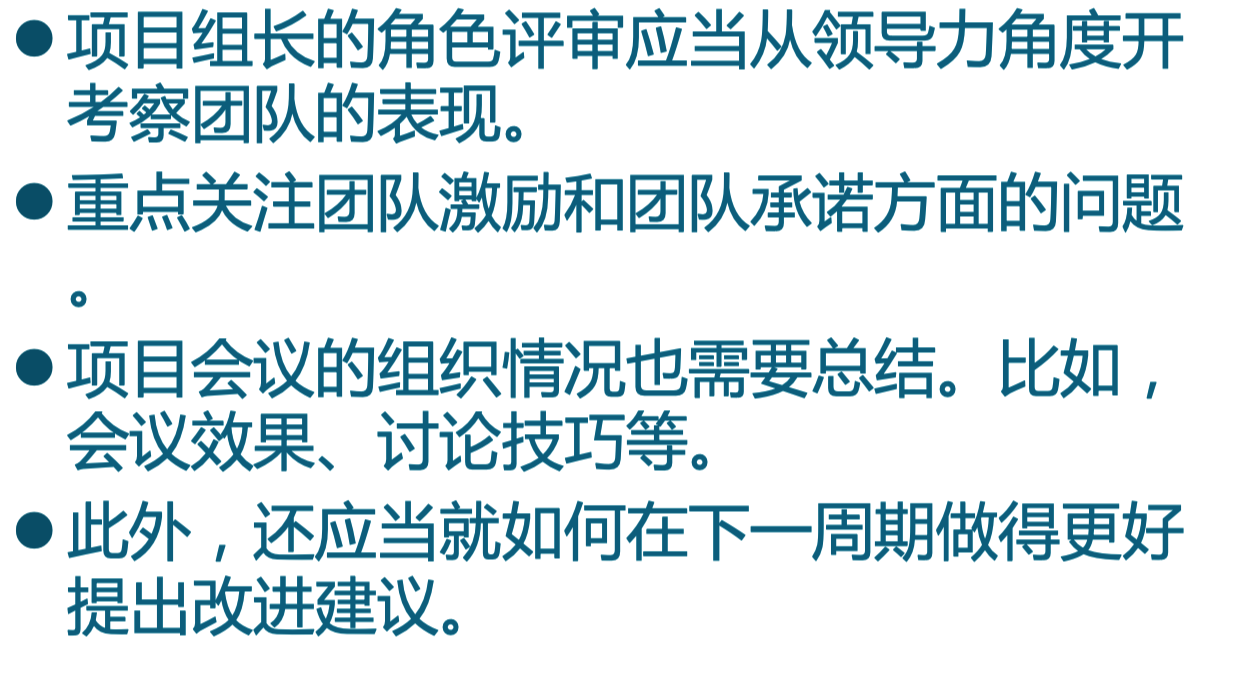 ●项目组长的角色评审应当从领导力角度开
考察团队的表现。
●重点关注团队激励和团队承诺方面的问题
。
●项目会议的组织情况也需要总结。比如，
会议效果、讨论技巧等。
●此外，还应当就如何在下一周期做得更好
提出改进建议。